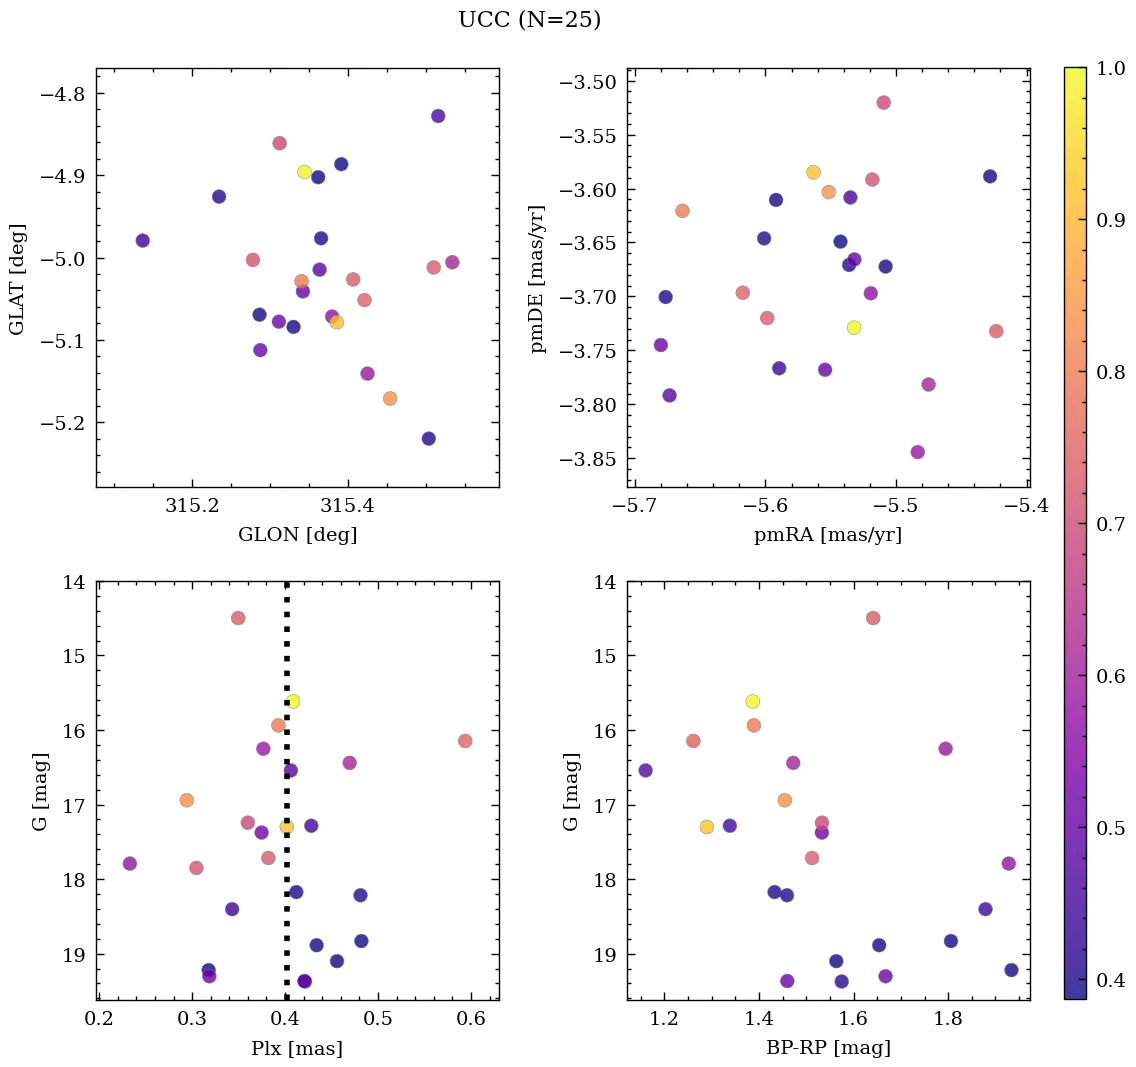 UCC (N=25)
−4.8
−4.9
−5.0
−5.1
−5.2
GLAT [deg]
315.2 315.4
GLON [deg]
−3.50
−3.55
−3.60
−3.65
−3.70
−3.75
−3.80
−3.85
pmDE [mas/yr]
−5.7 −5.6 −5.5 −5.4
pmRA [mas/yr]
1.0
0.9
0.8
0.7
0.6
0.5
0.4
14
15
16
17
18
19
G [mag]
0.2 0.3 0.4 0.5 0.6
Plx [mas]
14
15
16
17
18
19
G [mag]
1.2 1.4 1.6 1.8
BP-RP [mag]